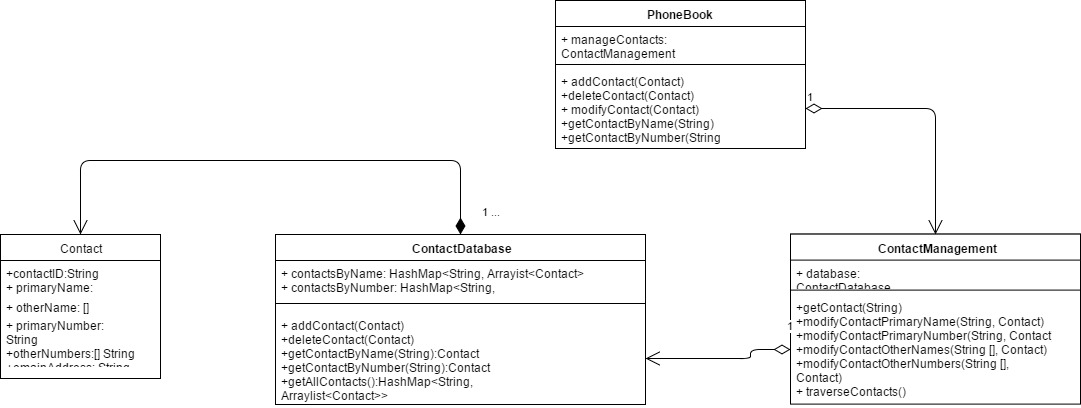 PhoneBook
+ manageContacts:
ContactManagement
+ addContact(Contact)
+deleteContact(Contact)
+ modifyContact(Contact)
+getContactByName(String)
+getContactByNumber(String
1
1 ...
Contact
+contactID:String
+ primaryName:
+ otherName: []
+ primaryNumber:
String
+otherNumbers:[] String
ContactDatabase
+ contactsByName: HashMap<String, Arrayist<Contact>
+ contactsByNumber: HashMap<String,
+ addContact(Contact)
+deleteContact(Contact)
+getContactByName(String):Contact
+getContactByNumber(String):Contact
+getAllContacts():HashMap<String,
Arraylist<Contact>>
ContactManagement
+ database:
ContactDatabase
+getContact(String)
+modifyContactPrimaryName(String, Contact)
+modifyContactPrimaryNumber(String, Contact
+modifyContactOtherNames(String [], Contact)
+modifyContactOtherNumbers(String [],
Contact)
+ traverseContacts()
1